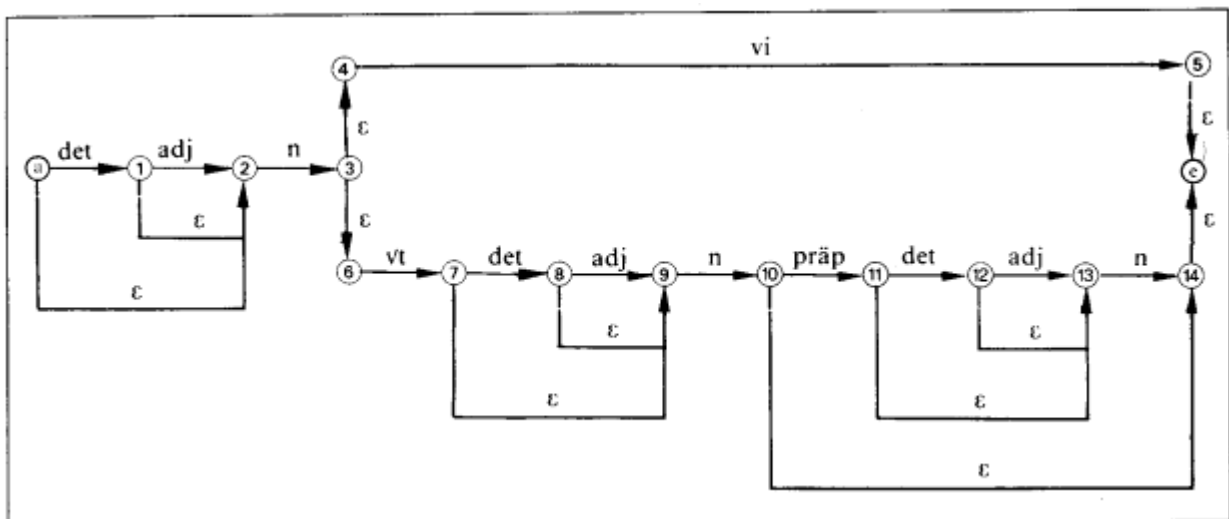 vi
4 5
ε ε
det adj n
a 1 2 3 e
ε ε ε
vt det adj n präp det adj n
6 7 8 9 10 11 12 13 14
ε ε
ε ε ε
ε